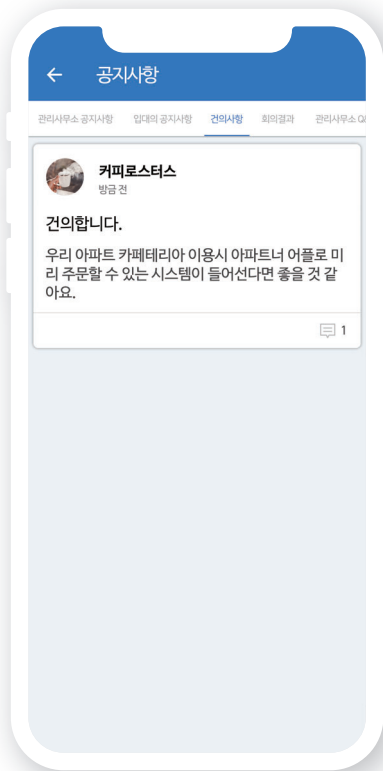 공지사항
관리사무소 공지사항 입대의 공지사항 건의사항 회의결과 관리사무소 Q
커피로스터스
방금 전
건의합니다.
우리 아파트 카페테리아 이용시 아파트너 어플로 미
리 주문할 수 있는 시스템이 들어선다면 좋을 것 같
아요.
1